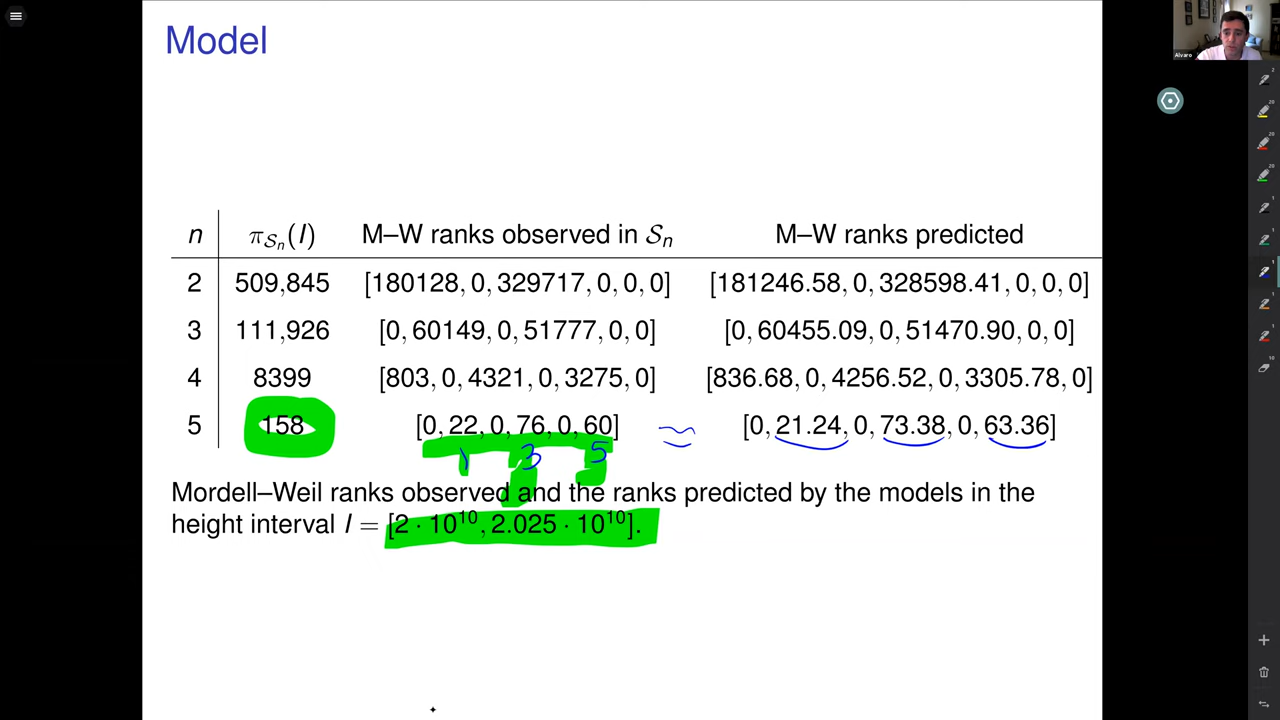 Model
Alvaro
n π_{S_n}(I) M–W ranks observed in S_n M–W ranks predicted
2 509,845 [180128, 0, 329717, 0, 0, 0] [181246.58, 0, 328598.41, 0, 0, 0]
3 111,926 [0, 60149, 0, 51777, 0, 0] [0, 60455.09, 0, 51470.90, 0, 0]
4 8399 [803, 0, 4321, 0, 3275, 0] [836.68, 0, 4256.52, 0, 3305.78, 0]
5 158 [0, 22, 0, 76, 0, 60] ≈ [0, 21.24, 0, 73.38, 0, 63.36]
1 3 5
Mordell–Weil ranks observed and the ranks predicted by the models in the
height interval I = [2 · 10^{10}, 2.025 · 10^{10}].